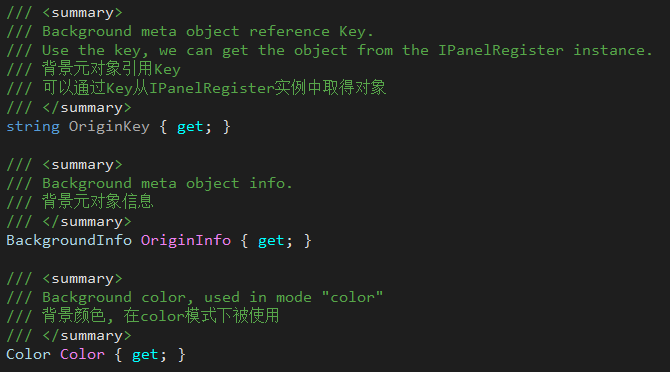 /// <summary>
/// Background meta object reference Key.
/// Use the key, we can get the object from the IPanelRegister instance.
/// 背景元对象引用Key
/// 可以通过Key从IPanelRegister实例中取得对象
/// </summary>
string OriginKey { get; }
/// <summary>
/// Background meta object info.
/// 背景元对象信息
/// </summary>
BackgroundInfo OriginInfo { get; }
/// <summary>
/// Background color, used in mode "color"
/// 背景颜色, 在color模式下被使用
/// </summary>
Color Color { get; }